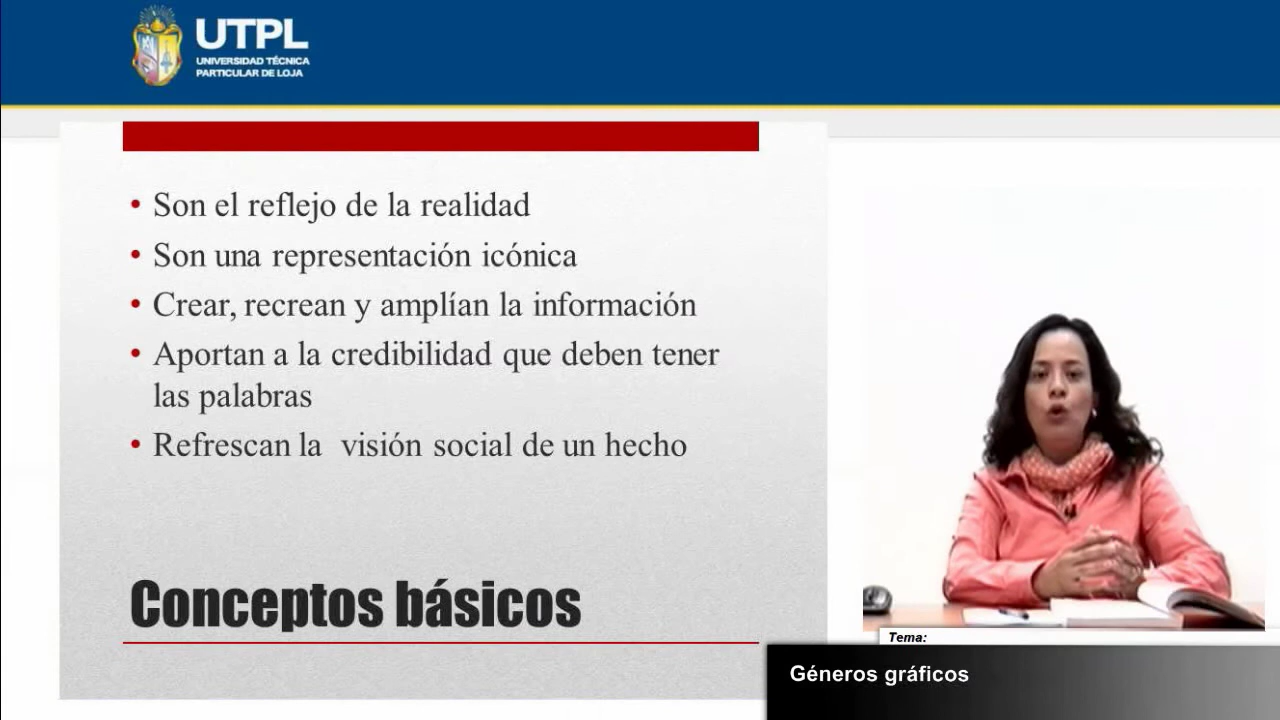 UTPL
UNIVERSIDAD TÉCNICA
PARTICULAR DE LOJA
• Son el reflejo de la realidad
• Son una representación icónica
• Crear, recrean y amplían la información
• Aportan a la credibilidad que deben tener
las palabras
• Refrescan la visión social de un hecho
Conceptos básicos
Tema:
Géneros gráficos